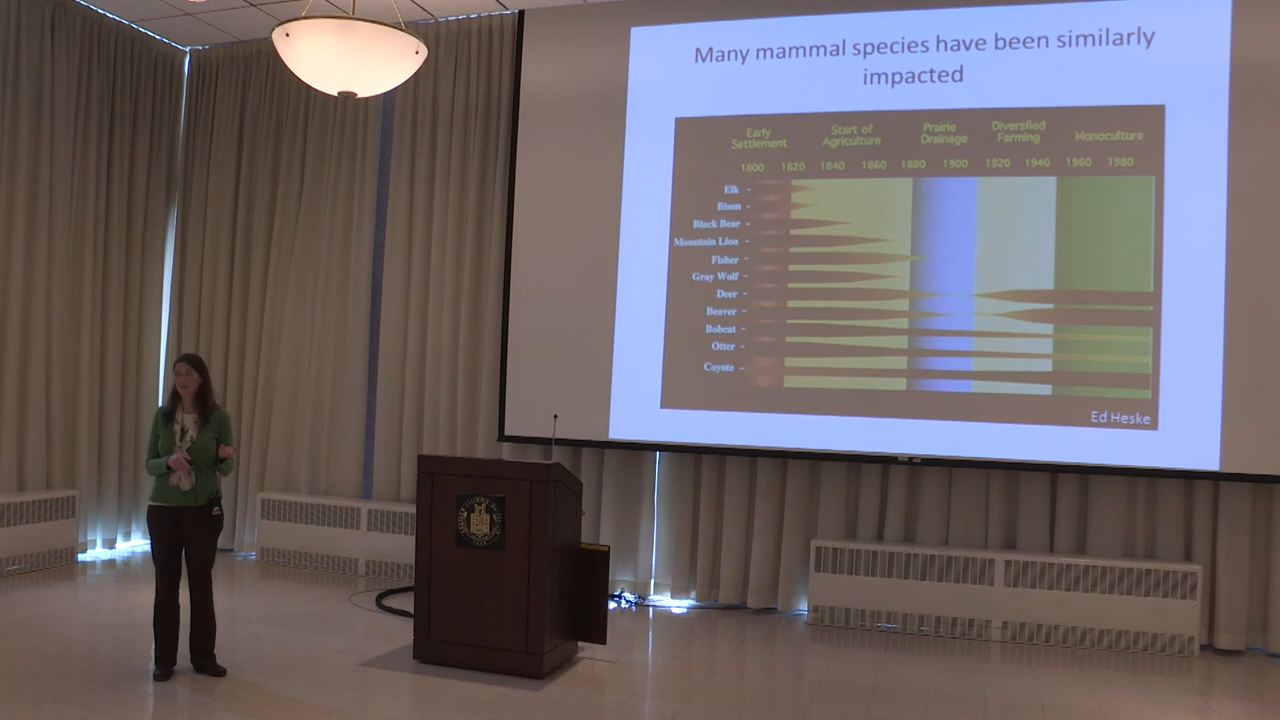 Many mammal species have been similarly
impacted
Early Settlement
Start of Agriculture
Prairie Drainage
Diversfied Farming
Monoculture
1800 1820 1840 1860 1880 1900 1920 1940 1960 1980
Elk -
Bison -
Black Bear -
Mountain Lion -
Fisher -
Gray Wolf -
Deer -
Beaver -
Bobcat -
Otter -
Coyote -
Ed Heske